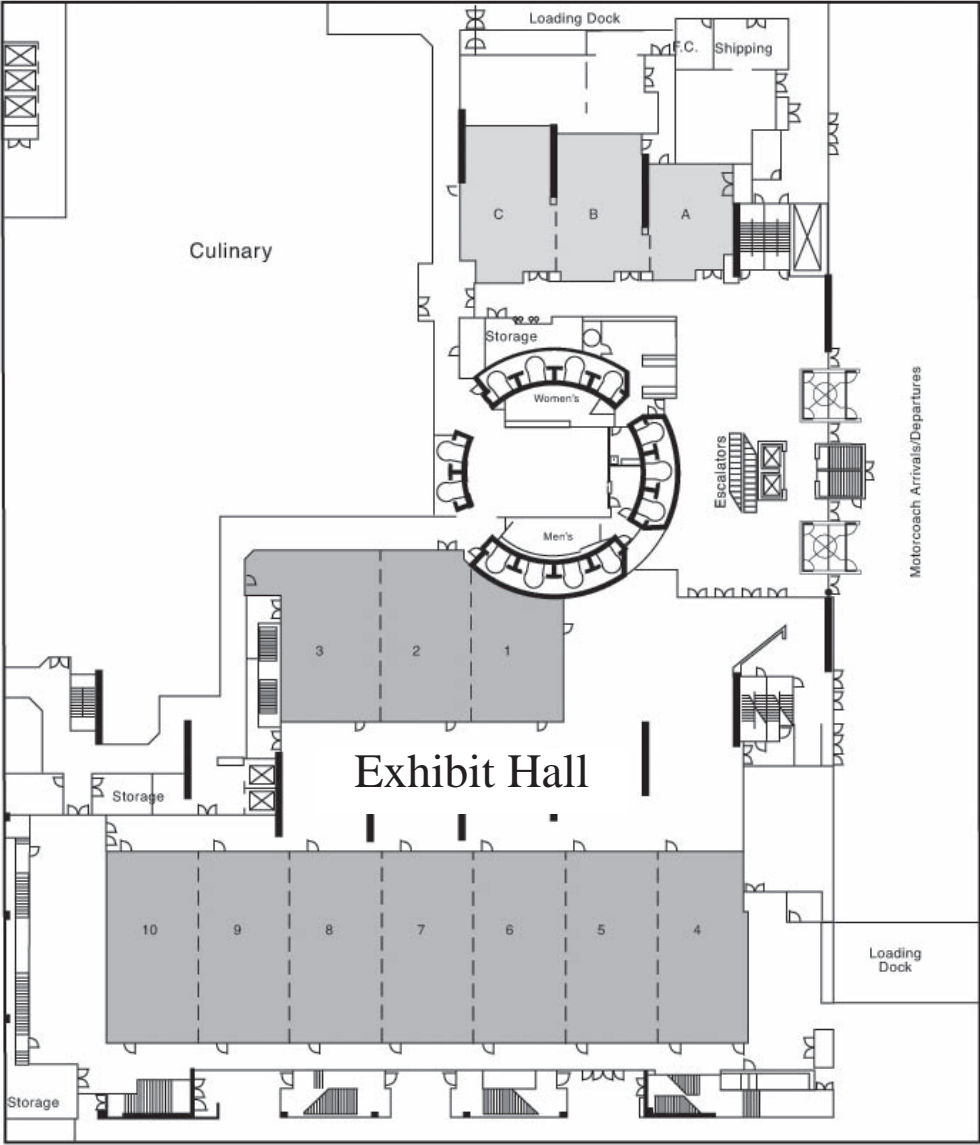 Loading Dock
F.C.
Shipping
C
B
A
Culinary
Storage
Women's
Escalators
Motorcoach Arrivals/Departures
Men's
3
2
1
Exhibit Hall
Storage
10
9
8
7
6
5
4
Loading
Dock
Storage